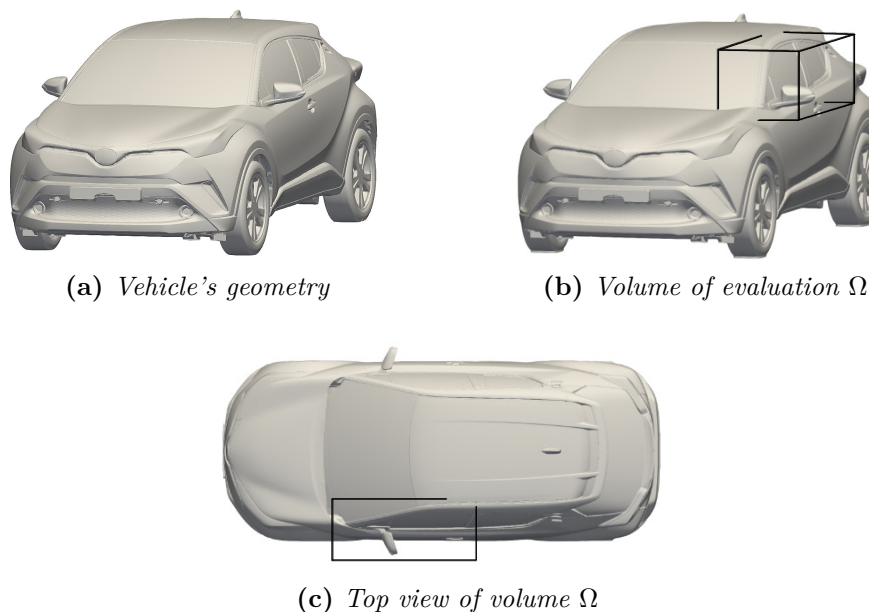 (a) Vehicle's geometry
(b) Volume of evaluation Ω
(c) Top view of volume Ω